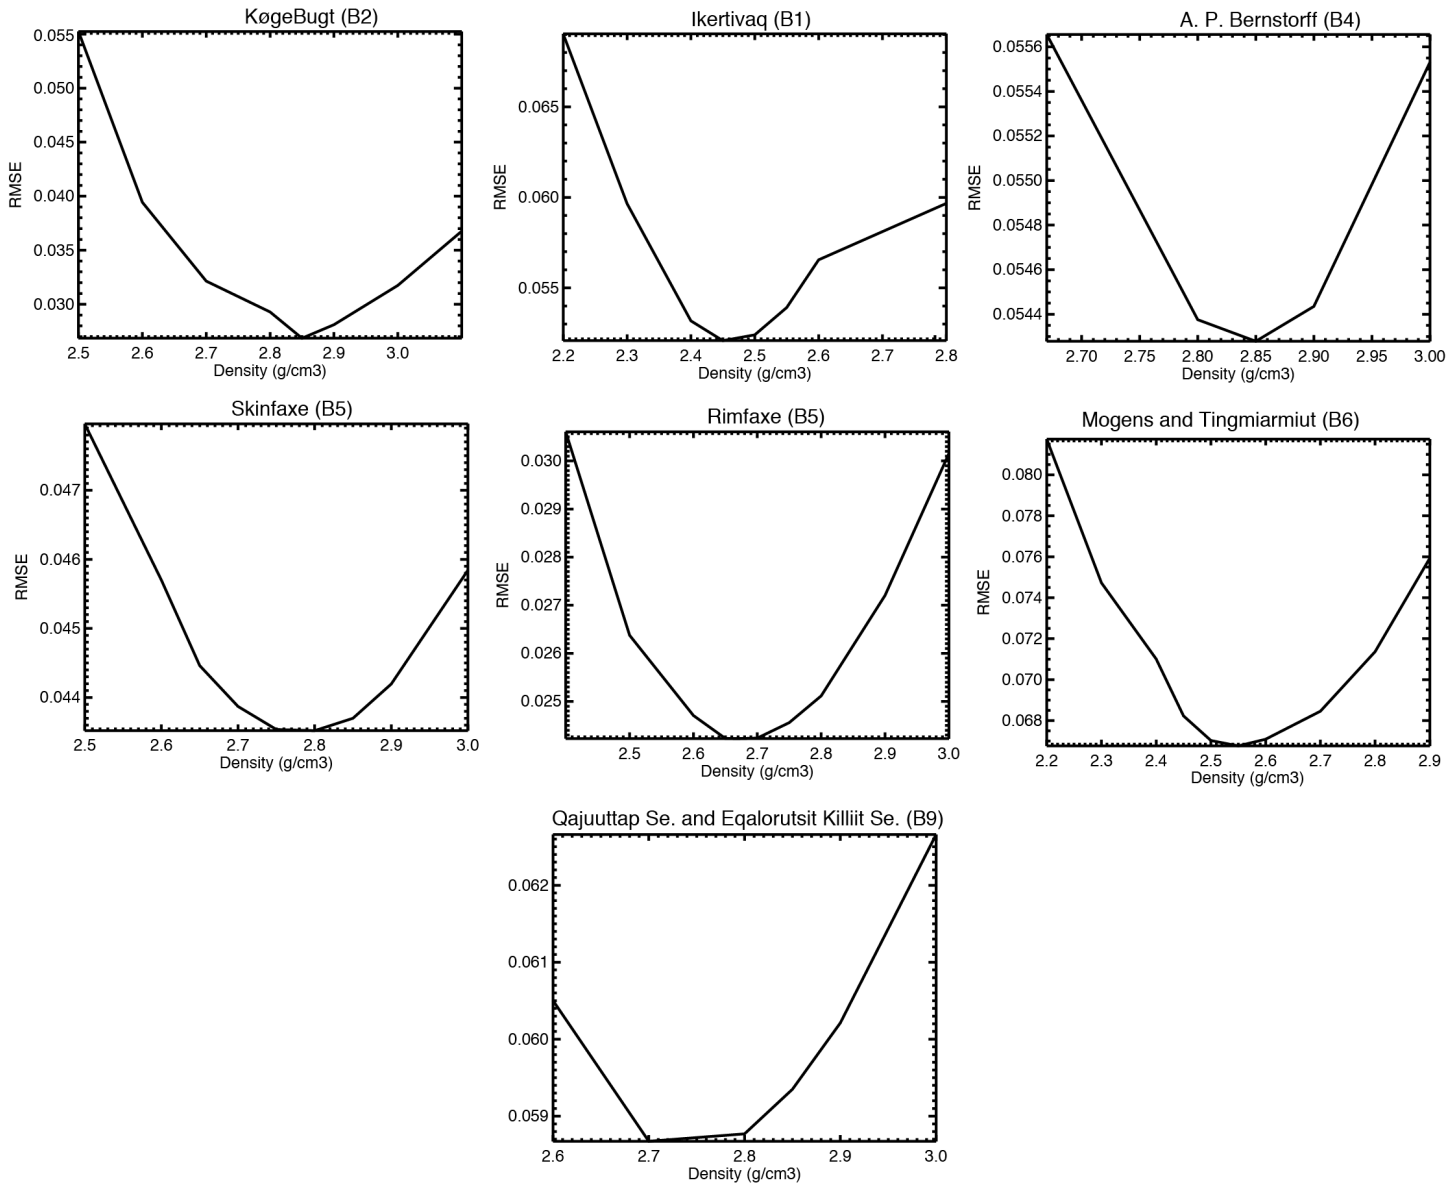 KøgeBugt (B2)
RMSE
0.055
0.050
0.045
0.040
0.035
0.030
2.5 2.6 2.7 2.8 2.9 3.0
Density (g/cm3)
Ikertivaq (B1)
RMSE
0.065
0.060
0.055
2.2 2.3 2.4 2.5 2.6 2.7 2.8
Density (g/cm3)
A. P. Bernstorff (B4)
RMSE
0.0556
0.0554
0.0552
0.0550
0.0548
0.0546
0.0544
2.70 2.75 2.80 2.85 2.90 2.95 3.00
Density (g/cm3)
Skinfaxe (B5)
RMSE
0.047
0.046
0.045
0.044
2.5 2.6 2.7 2.8 2.9 3.0
Density (g/cm3)
Rimfaxe (B5)
RMSE
0.030
0.029
0.028
0.027
0.026
0.025
2.5 2.6 2.7 2.8 2.9 3.0
Density (g/cm3)
Mogens and Tingmiarmiut (B6)
RMSE
0.080
0.078
0.076
0.074
0.072
0.070
0.068
2.2 2.3 2.4 2.5 2.6 2.7 2.8 2.9
Density (g/cm3)
Qajuuttap Se. and Eqalorutsit Killiit Se. (B9)
RMSE
0.062
0.061
0.060
0.059
2.6 2.7 2.8 2.9 3.0
Density (g/cm3)